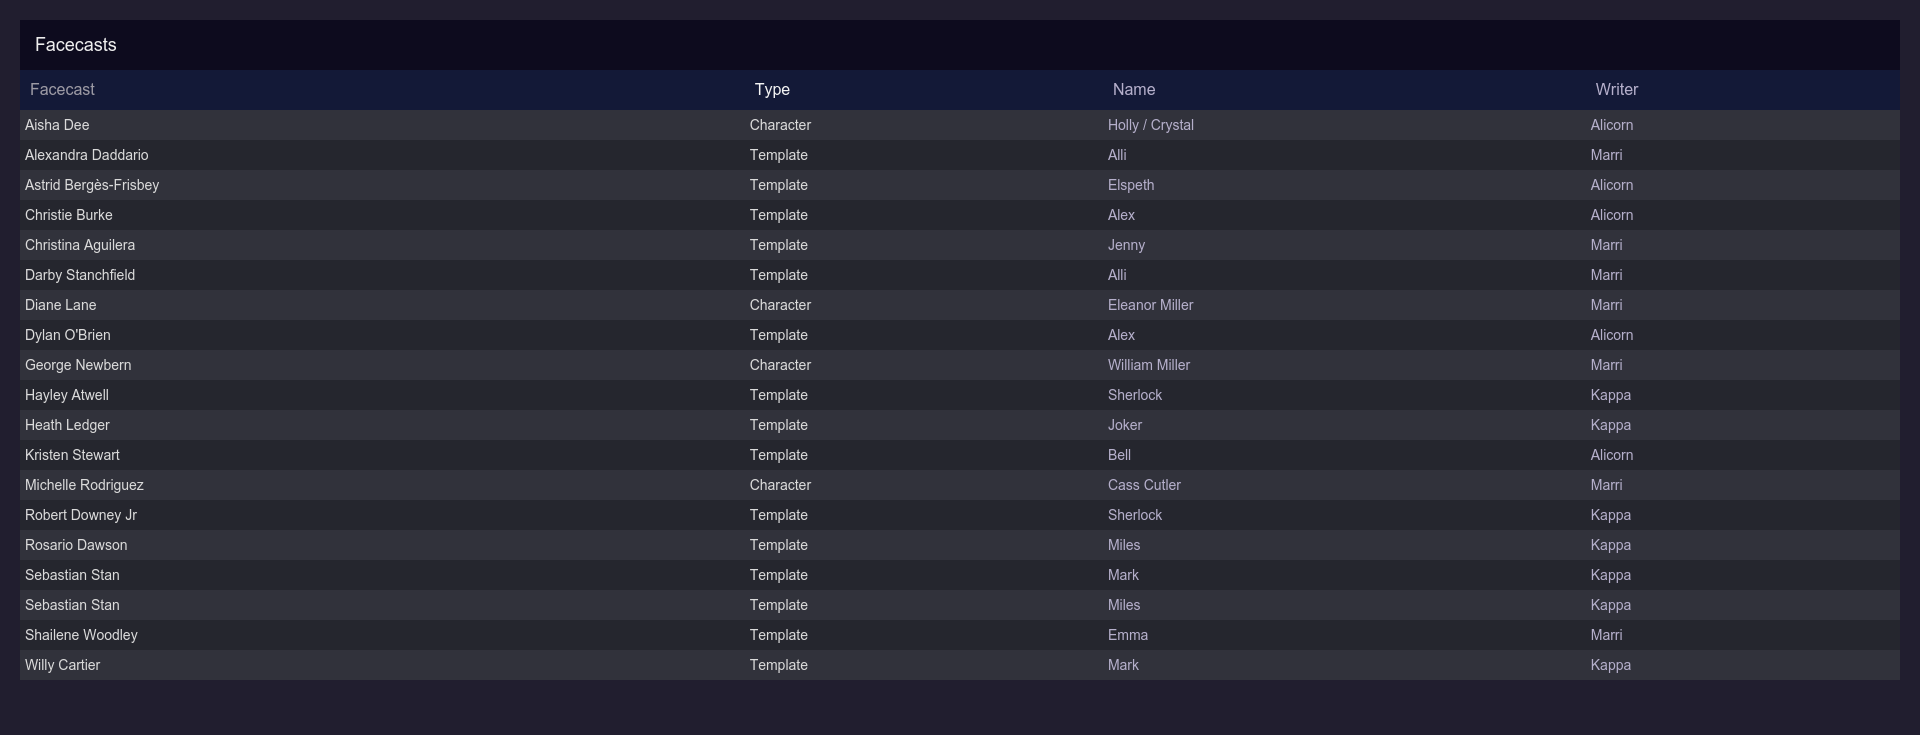 Facecasts
Facecast Type Name Writer
Aisha Dee Character Holly / Crystal Alicorn
Alexandra Daddario Template Alli Marri
Astrid Bergès-Frisbey Template Elspeth Alicorn
Christie Burke Template Alex Alicorn
Christina Aguilera Template Jenny Marri
Darby Stanchfield Template Alli Marri
Diane Lane Character Eleanor Miller Marri
Dylan O'Brien Template Alex Alicorn
George Newbern Character William Miller Marri
Hayley Atwell Template Sherlock Kappa
Heath Ledger Template Joker Kappa
Kristen Stewart Template Bell Alicorn
Michelle Rodriguez Character Cass Cutler Marri
Robert Downey Jr Template Sherlock Kappa
Rosario Dawson Template Miles Kappa
Sebastian Stan Template Mark Kappa
Sebastian Stan Template Miles Kappa
Shailene Woodley Template Emma Marri
Willy Cartier Template Mark Kappa